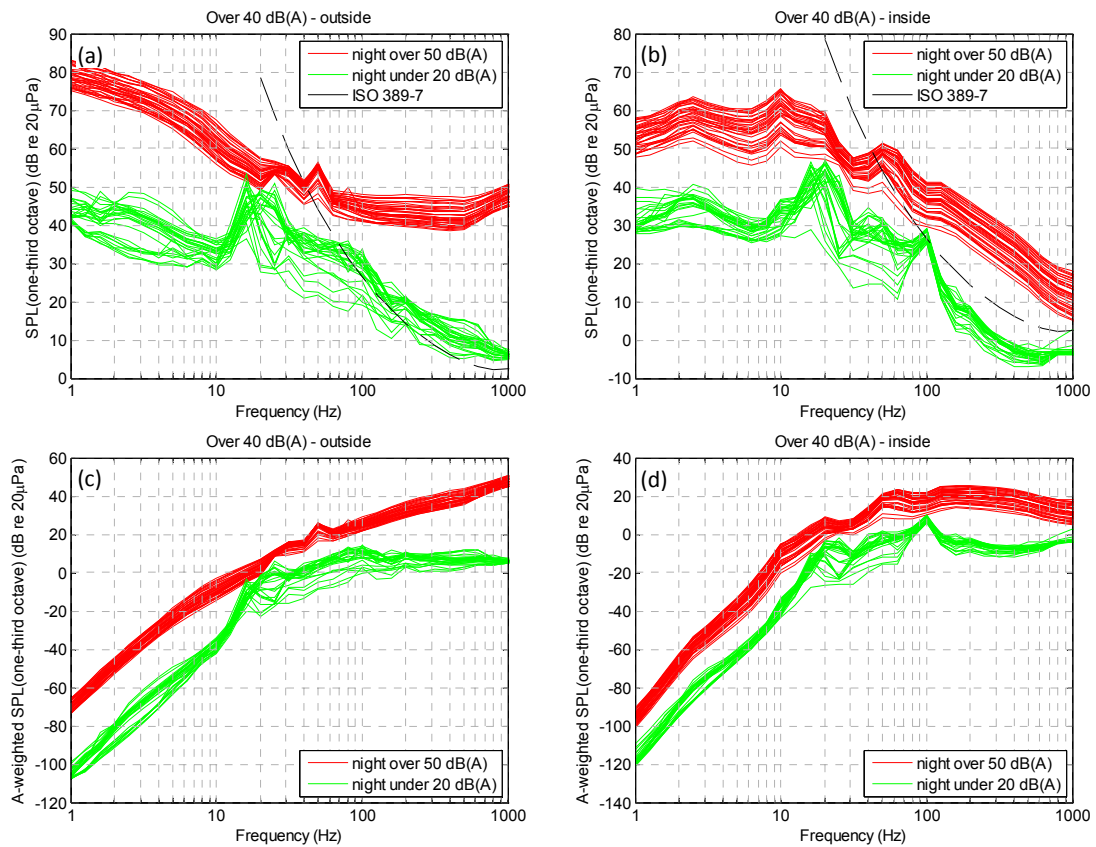 Over 40 dB(A) - outside
(a)
night over 50 dB(A)
night under 20 dB(A)
ISO 389-7
SPL(one-third octave) (dB re 20μPa)
90
80
70
60
50
40
30
20
10
0
1
10
100
1000
Frequency (Hz)
Over 40 dB(A) - inside
(b)
night over 50 dB(A)
night under 20 dB(A)
ISO 389-7
SPL(one-third octave) (dB re 20μPa)
80
70
60
50
40
30
20
10
0
-10
1
10
100
1000
Frequency (Hz)
Over 40 dB(A) - outside
(c)
night over 50 dB(A)
night under 20 dB(A)
A-weighted SPL(one-third octave) (dB re 20μPa)
60
40
20
0
-20
-40
-60
-80
-100
-120
1
10
100
1000
Frequency (Hz)
Over 40 dB(A) - inside
(d)
night over 50 dB(A)
night under 20 dB(A)
A-weighted SPL(one-third octave) (dB re 20μPa)
40
20
0
-20
-40
-60
-80
-100
-120
-140
1
10
100
1000
Frequency (Hz)